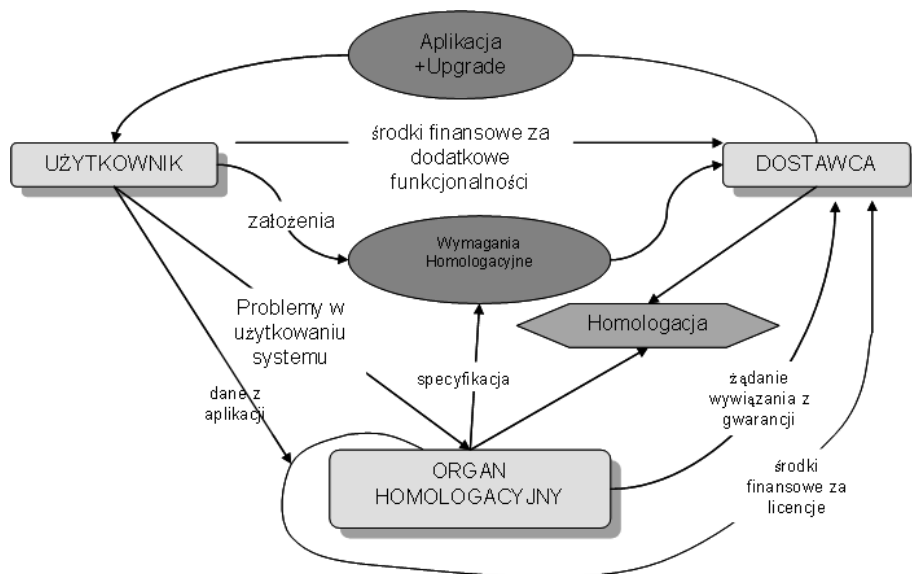 Aplikacja
+Upgrade
środki finansowe za
dodatkowe
funkcjonalności
UŻYTKOWNIK
DOSTAWCA
założenia
Wymagania
Homologacyjne
Problemy w
użytkowaniu
systemu
Homologacja
dane z
aplikacji
specyfikacja
żądanie
wywiązania z
gwarancji
ORGAN
HOMOLOGACYJNY
środki
finansowe za
licencje